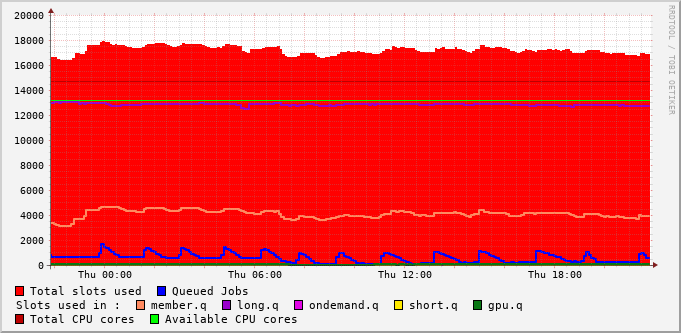 20000
18000
16000
14000
12000
10000
8000
6000
4000
2000
0
Thu 00:00 Thu 06:00 Thu 12:00 Thu 18:00
RRDTOOL / TOBI OETIKER
Total slots used Queued Jobs
Slots used in : member.q long.q ondemand.q short.q gpu.q
Total CPU cores Available CPU cores